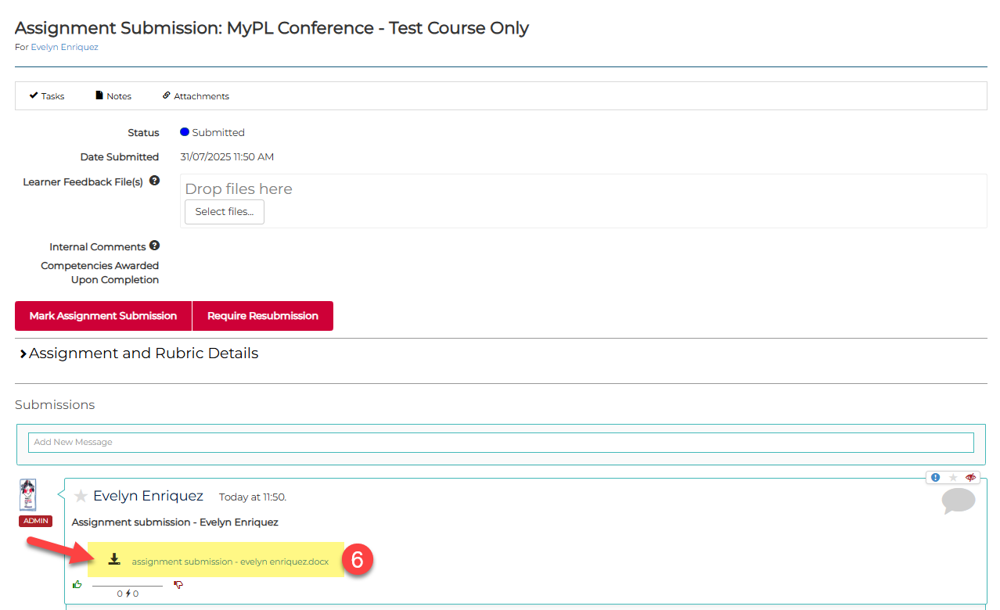 Assignment Submission: MyPL Conference - Test Course Only
For Evelyn Enriquez
Tasks Notes Attachments
Status Submitted
Date Submitted 31/07/2025 11:50 AM
Learner Feedback File(s) ?
Drop files here
Select files...
Internal Comments ?
Competencies Awarded
Upon Completion
Mark Assignment Submission Require Resubmission
Assignment and Rubric Details
Submissions
Add New Message
Evelyn Enriquez Today at 11:50.
ADMIN
Assignment submission - Evelyn Enriquez
assignment submission - evelyn enriquez.docx 6
0 0